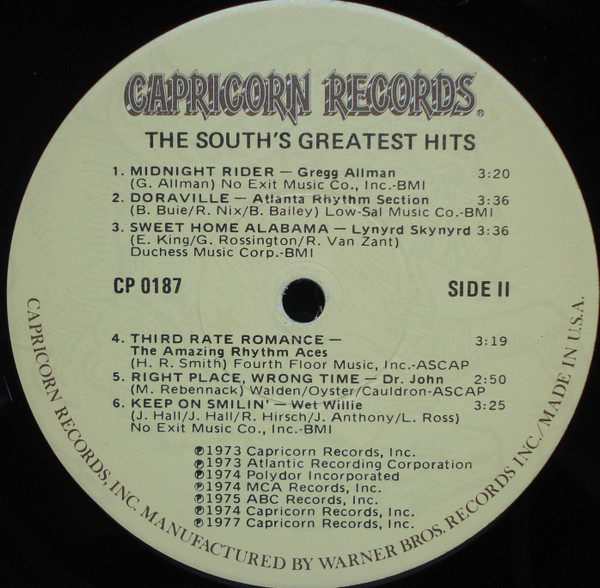 CAPRICORN RECORDS®
THE SOUTH'S GREATEST HITS
1. MIDNIGHT RIDER — Gregg Allman 3:20
(G. Allman) No Exit Music Co., Inc.-BMI
2. DORAVILLE — Atlanta Rhythm Section 3:36
(B. Buie/R. Nix/B. Bailey) Low-Sal Music Co.-BMI
3. SWEET HOME ALABAMA — Lynyrd Skynyrd 3:36
(E. King/G. Rossington/R. Van Zant)
Duchess Music Corp.-BMI
CP 0187 SIDE II
4. THIRD RATE ROMANCE — 3:19
The Amazing Rhythm Aces
(H. R. Smith) Fourth Floor Music, Inc.-ASCAP
5. RIGHT PLACE, WRONG TIME — Dr. John 2:50
(M. Rebennack) Walden/Oyster/Cauldron-ASCAP
6. KEEP ON SMILIN' — Wet Willie 3:25
(J. Hall/J. Hall/R. Hirsch/J. Anthony/L. Ross)
No Exit Music Co., Inc.-BMI
℗1973 Capricorn Records, Inc.
℗1973 Atlantic Recording Corporation
℗1974 Polydor Incorporated
℗1974 MCA Records, Inc.
℗1975 ABC Records, Inc.
℗1974 Capricorn Records, Inc.
℗1977 Capricorn Records, Inc.
CAPRICORN RECORDS, INC. MANUFACTURED BY WARNER BROS. RECORDS INC./MADE IN U.S.A.